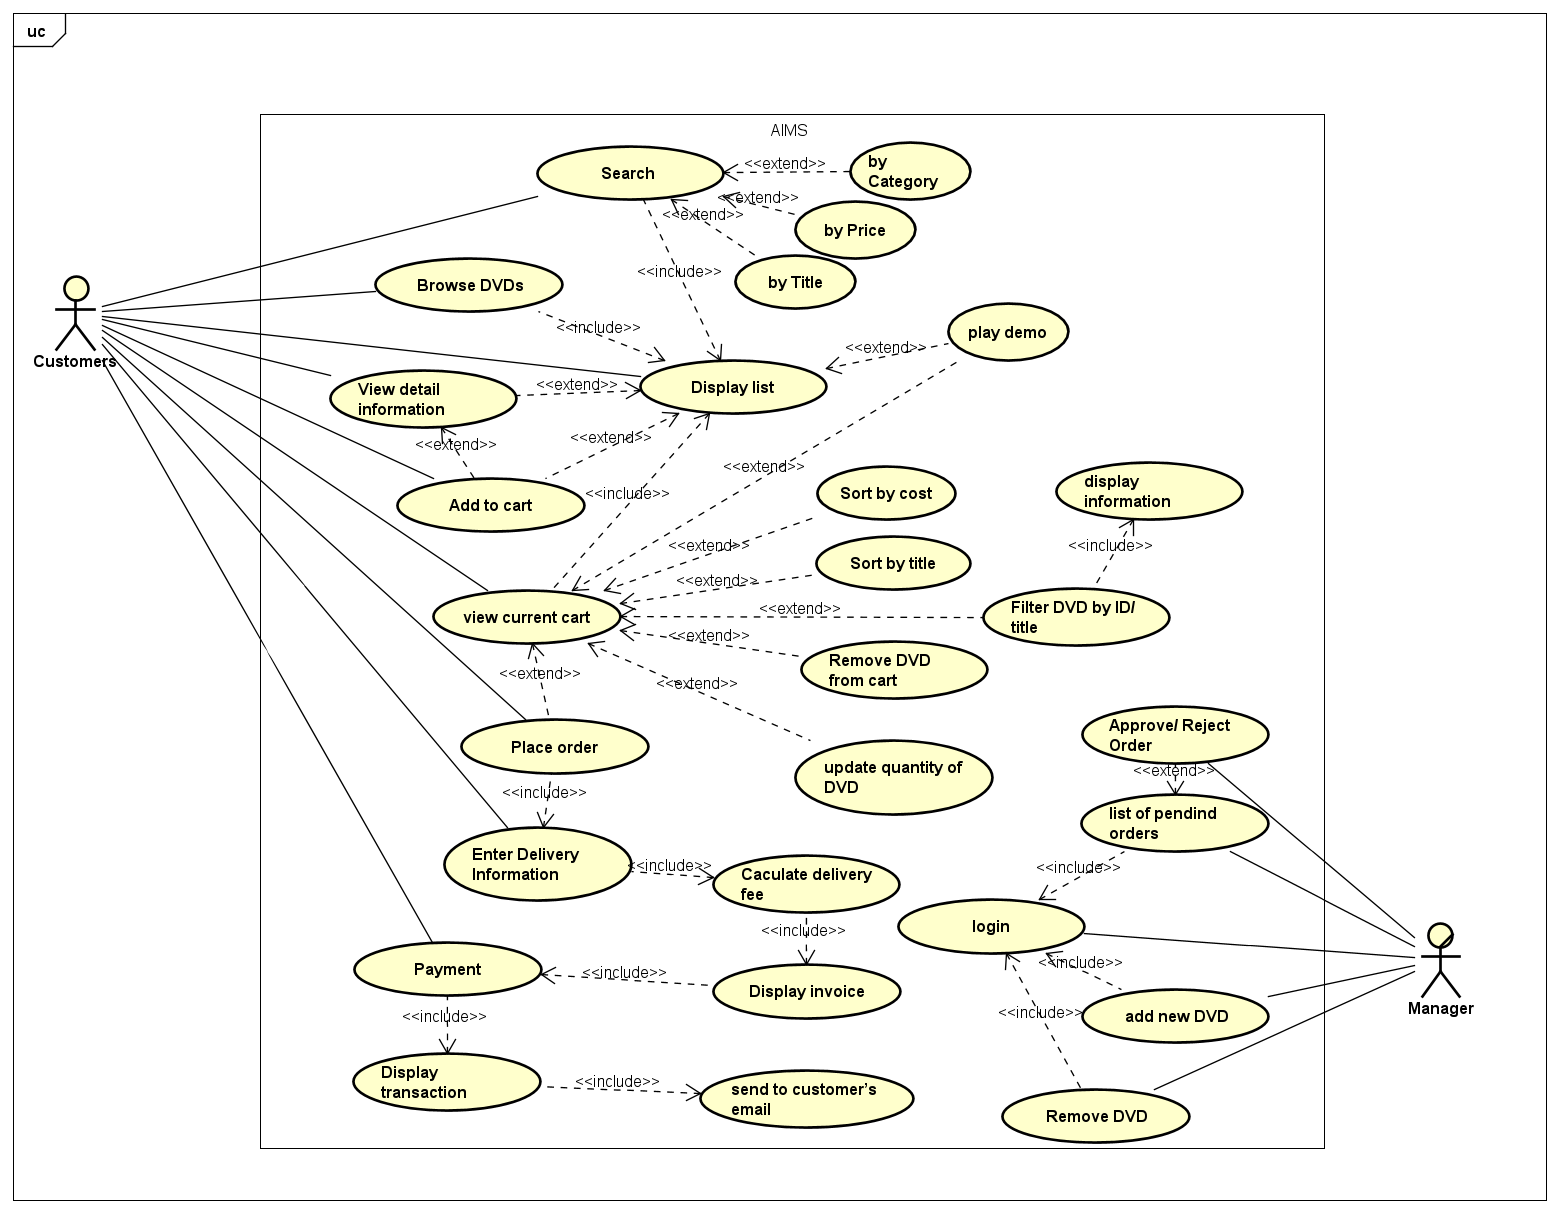 uc
AIMS
Search
<<extend>>
by
Category
<<extend>>
by Price
<<extend>>
by Title
<<include>>
Browse DVDs
<<include>>
Customers
play demo
<<extend>>
Display list
View detail
information
<<extend>>
<<extend>>
<<extend>>
<<extend>>
Add to cart
<<include>>
Sort by cost
display
information
<<extend>>
<<include>>
Sort by title
<<extend>>
view current cart
<<extend>>
Filter DVD by ID/
title
<<extend>>
Remove DVD
from cart
<<extend>>
<<extend>>
Place order
update quantity of
DVD
Approve/ Reject
Order
<<extend>>
<<include>>
list of pendind
orders
Enter Delivery
Information
<<include>>
Caculate delivery
fee
<<include>>
login
<<include>>
<<include>>
Payment
<<include>>
Display invoice
Manager
<<include>>
<<include>>
add new DVD
Display
transaction
<<include>>
send to customer's
email
Remove DVD